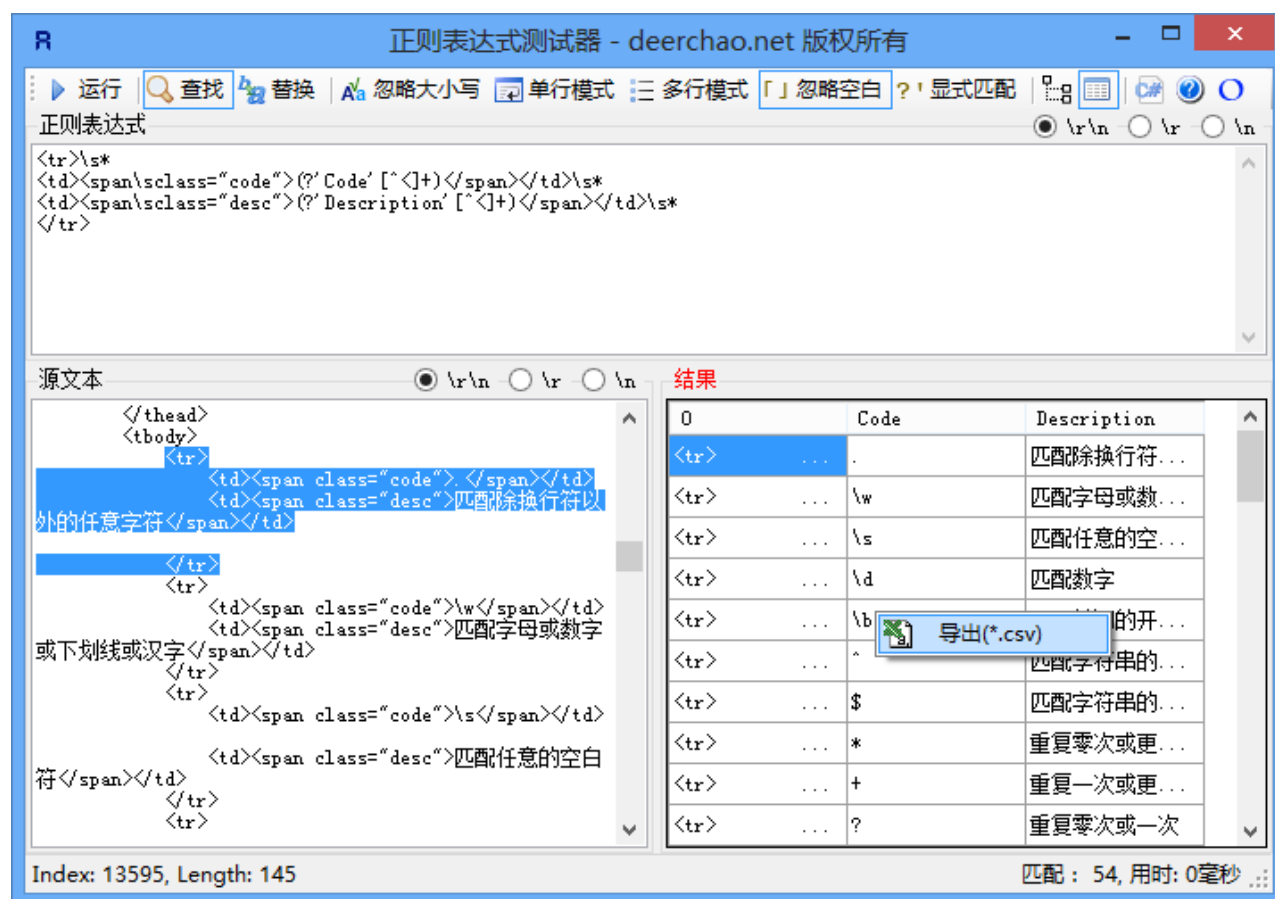 R 正则表达式测试器 - deerchao.net 版权所有
运行 查找 替换 忽略大小写 单行模式 多行模式 忽略空白 显式匹配
正则表达式 \r\n \r \n
<tr>\s*
<td><span\sclass="code">(?'Code'[^<]+)</span></td>\s*
<td><span\sclass="desc">(?'Description'[^<]+)</span></td>\s*
</tr>
源文本 \r\n \r \n
</thead>
<tbody>
<tr>
<td><span class="code">.</span></td>
<td><span class="desc">匹配除换行符以
外的任意字符</span></td>
</tr>
<tr>
<td><span class="code">\w</span></td>
<td><span class="desc">匹配字母或数字
或下划线或汉字</span></td>
</tr>
<tr>
<td><span class="code">\s</span></td>
<td><span class="desc">匹配任意的空白
符</span></td>
</tr>
<tr>
结果
0 Code Description
<tr> ... . 匹配除换行符...
<tr> ... \w 匹配字母或数...
<tr> ... \s 匹配任意的空...
<tr> ... \d 匹配数字
<tr> ... \b 的开...
导出(*.csv)
<tr> ... ^ 匹配字符串的...
<tr> ... $ 匹配字符串的...
<tr> ... * 重复零次或更...
<tr> ... + 重复一次或更...
<tr> ... ? 重复零次或一次
Index: 13595, Length: 145 匹配： 54, 用时: 0毫秒